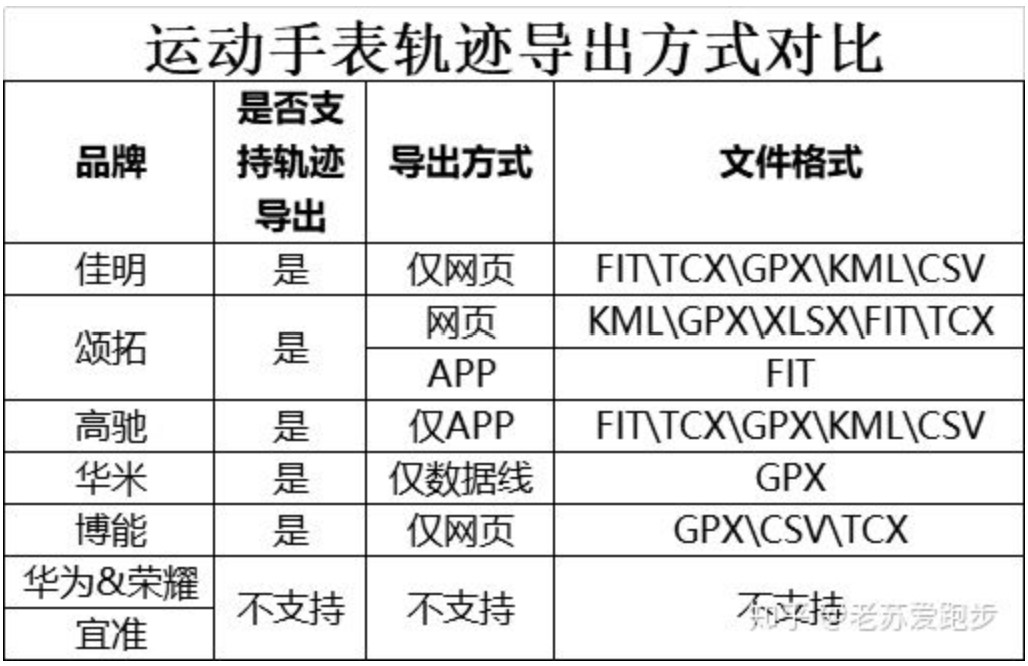 运动手表轨迹导出方式对比
品牌 是否支持轨迹导出 导出方式 文件格式
佳明 是 仅网页 FIT\TCX\GPX\KML\CSV
颂拓 是 网页 KML\GPX\XLSX\FIT\TCX
APP FIT
高驰 是 仅APP FIT\TCX\GPX\KML\CSV
华米 是 仅数据线 GPX
博能 是 仅网页 GPX\CSV\TCX
华为&荣耀 不支持 不支持 不支持
宜准
知乎 @老苏爱跑步